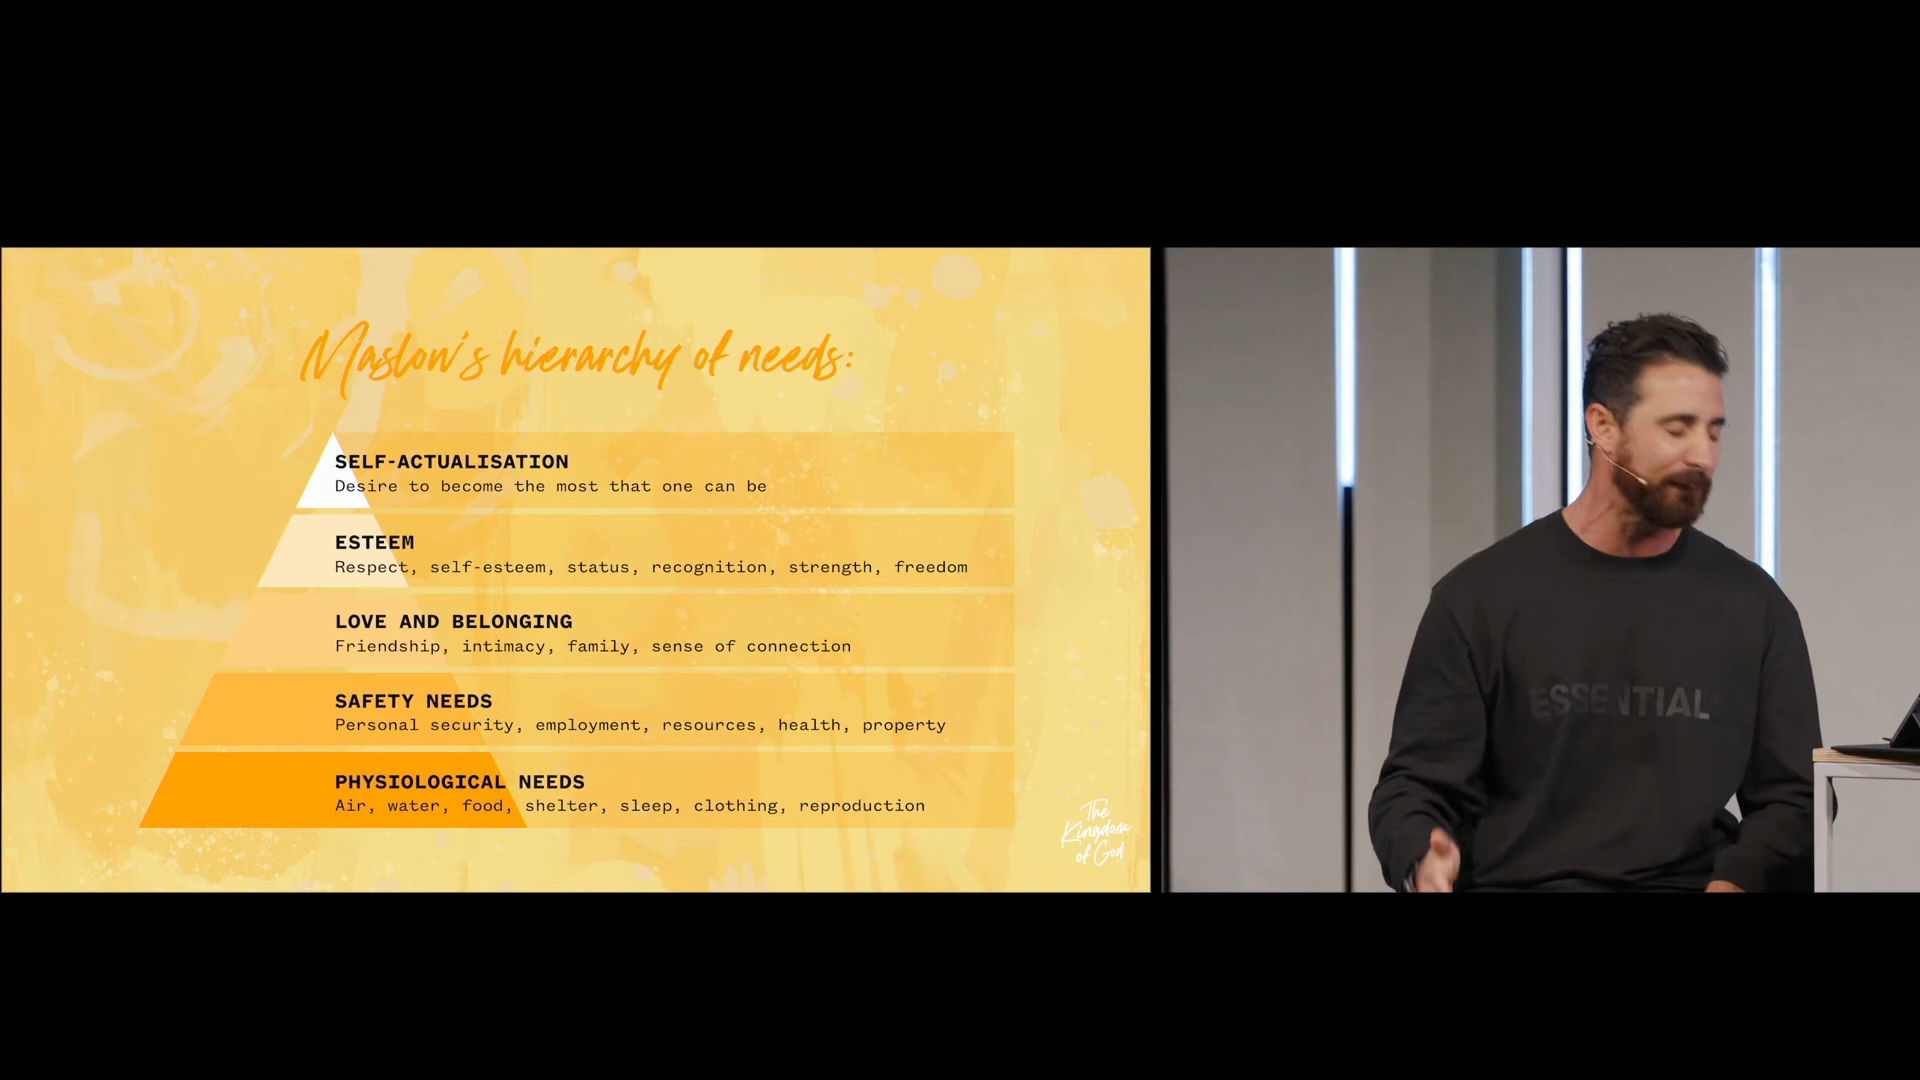 Maslow's hierarchy of needs:
SELF-ACTUALISATION
Desire to become the most that one can be
ESTEEM
Respect, self-esteem, status, recognition, strength, freedom
LOVE AND BELONGING
Friendship, intimacy, family, sense of connection
SAFETY NEEDS
Personal security, employment, resources, health, property
PHYSIOLOGICAL NEEDS
Air, water, food, shelter, sleep, clothing, reproduction
The
Kingdom
of God
ESSENTIALS